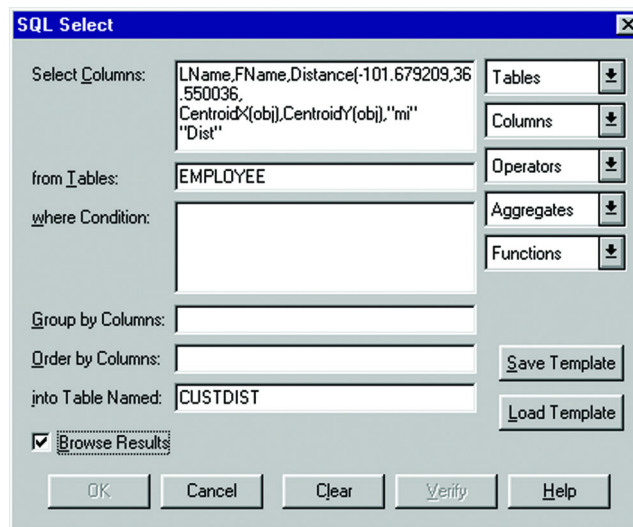 SQL Select
Select Columns:
LName,FName,Distance(-101.679209,36
.550036,
CentroidX(obj),CentroidY(obj),"mi"
"Dist"
Tables
Columns
from Tables:
EMPLOYEE
Operators
where Condition:
Aggregates
Functions
Group by Columns:
Order by Columns:
Save Template
into Table Named:
CUSTDIST
Load Template
Browse Results
OK
Cancel
Clear
Verify
Help